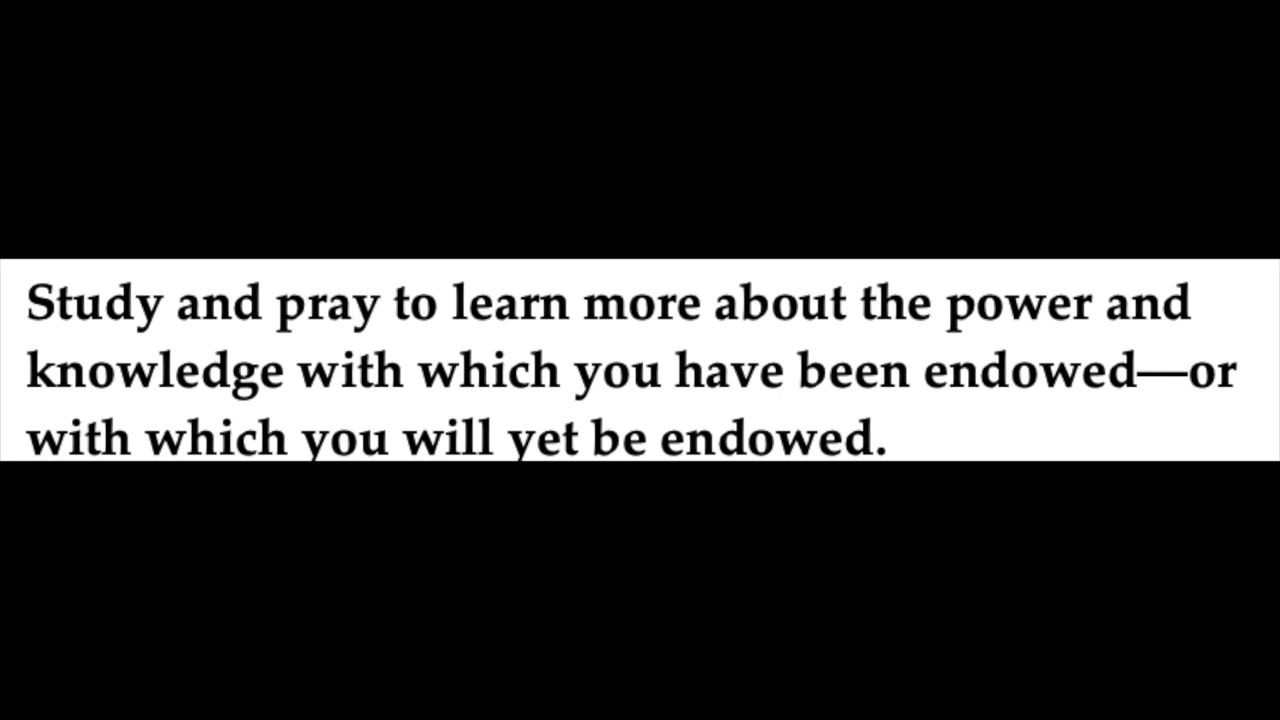 Study and pray to learn more about the power and
knowledge with which you have been endowed—or
with which you will yet be endowed.